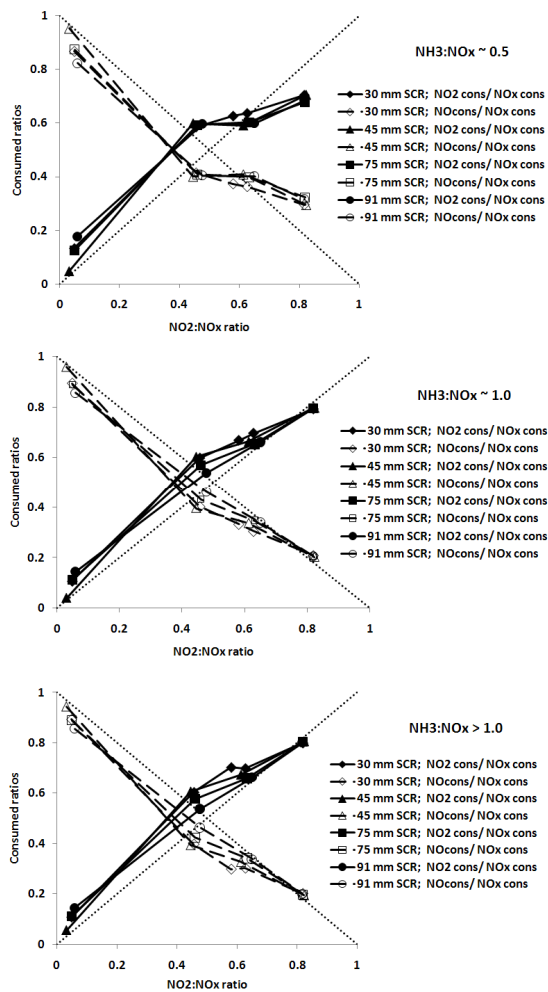 NH3:NOx ~ 0.5
1
0.8
0.6
0.4
0.2
0
Consumed ratios
0 0.2 0.4 0.6 0.8 1
NO2:NOx ratio
30 mm SCR; NO2 cons/ NOx cons
-30 mm SCR; NOcons/ NOx cons
45 mm SCR; NO2 cons/ NOx cons
-45 mm SCR; NOcons/ NOx cons
75 mm SCR; NO2 cons/ NOx cons
-75 mm SCR; NOcons/ NOx cons
91 mm SCR; NO2 cons/ NOx cons
-91 mm SCR; NOcons/ NOx cons
NH3:NOx ~ 1.0
1
0.8
0.6
0.4
0.2
0
Consumed ratios
0 0.2 0.4 0.6 0.8 1
NO2:NOx ratio
30 mm SCR; NO2 cons/ NOx cons
-30 mm SCR; NOcons/ NOx cons
45 mm SCR; NO2 cons/ NOx cons
-45 mm SCR; NOcons/ NOx cons
75 mm SCR; NO2 cons/ NOx cons
-75 mm SCR; NOcons/ NOx cons
91 mm SCR; NO2 cons/ NOx cons
-91 mm SCR; NOcons/ NOx cons
NH3:NOx > 1.0
1
0.8
0.6
0.4
0.2
0
Consumed ratios
0 0.2 0.4 0.6 0.8 1
NO2:NOx ratio
30 mm SCR; NO2 cons/ NOx cons
-30 mm SCR; NOcons/ NOx cons
45 mm SCR; NO2 cons/ NOx cons
-45 mm SCR; NOcons/ NOx cons
75 mm SCR; NO2 cons/ NOx cons
-75 mm SCR; NOcons/ NOx cons
91 mm SCR; NO2 cons/ NOx cons
-91 mm SCR; NOcons/ NOx cons